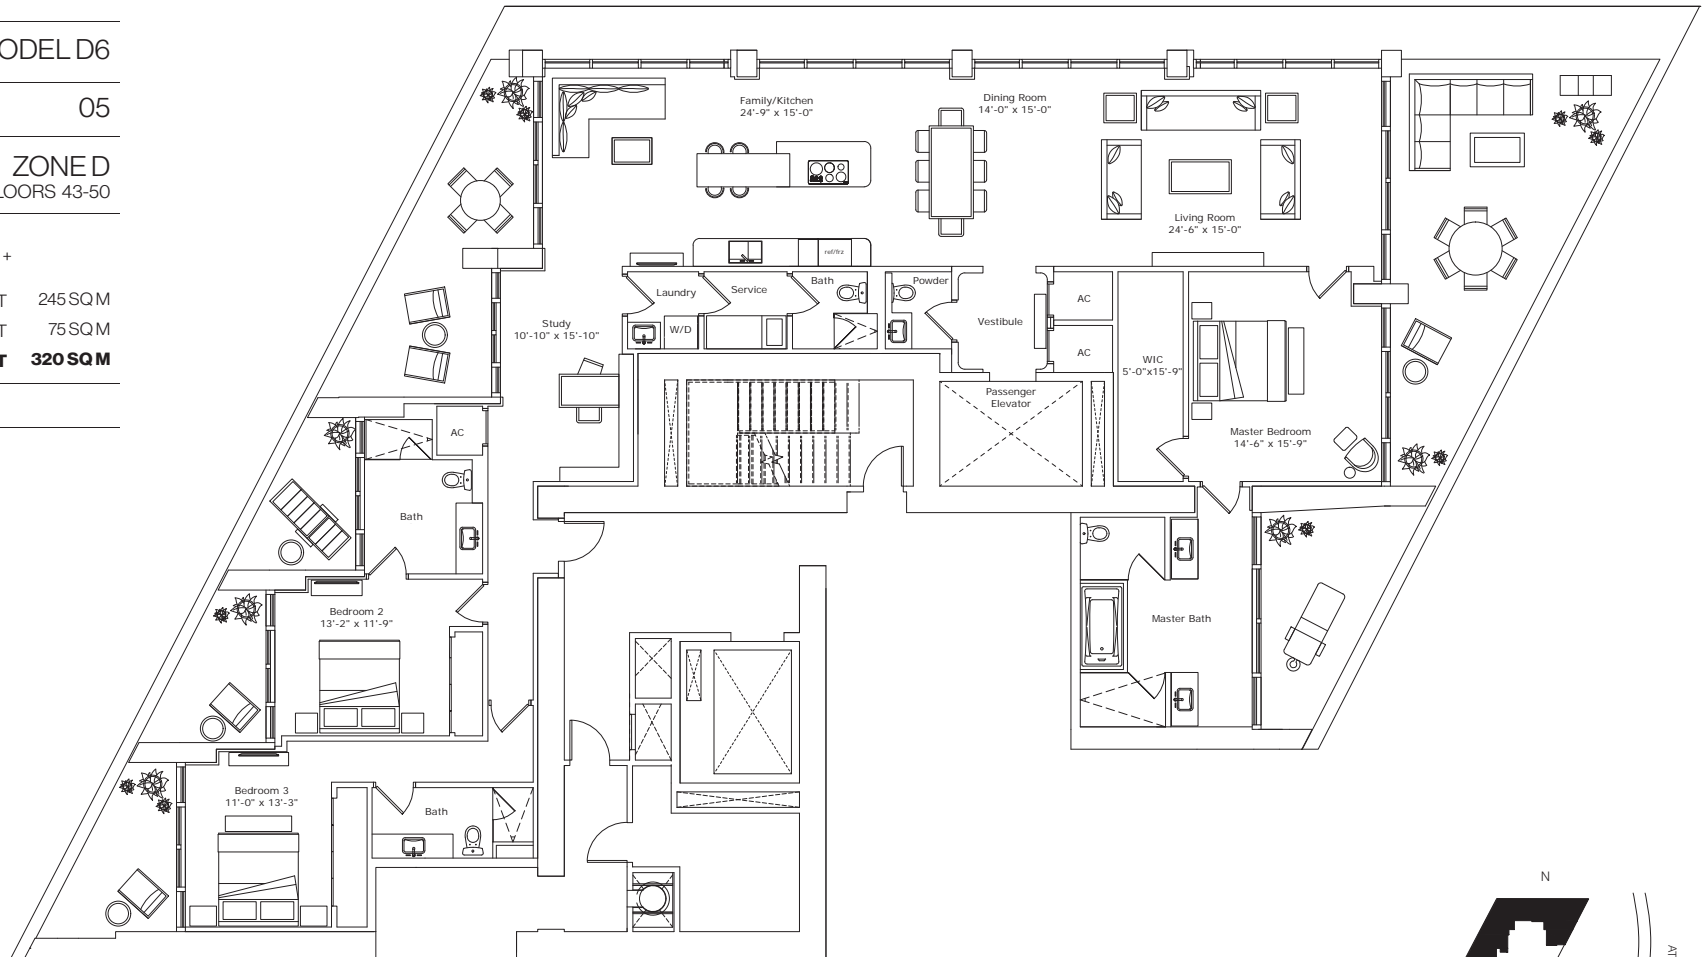 ODEL D6
05
ZONE D
LOORS 43-50
+
T 245 SQ M
T 75 SQ M
T 320 SQ M
Family/Kitchen
24'-9" x 15'-0"
Dining Room
14'-0" x 15'-0"
Living Room
24'-6" x 15'-0"
ref/frz
Laundry
W/D
Service
Bath
Powder
Vestibule
AC
AC
WIC
5'-0"x15'-9"
Study
10'-10" x 15'-10"
Passenger
Elevator
Master Bedroom
14'-6" x 15'-9"
AC
Bath
Bedroom 2
13'-2" x 11'-9"
Master Bath
Bedroom 3
11'-0" x 13'-3"
Bath
N
AT